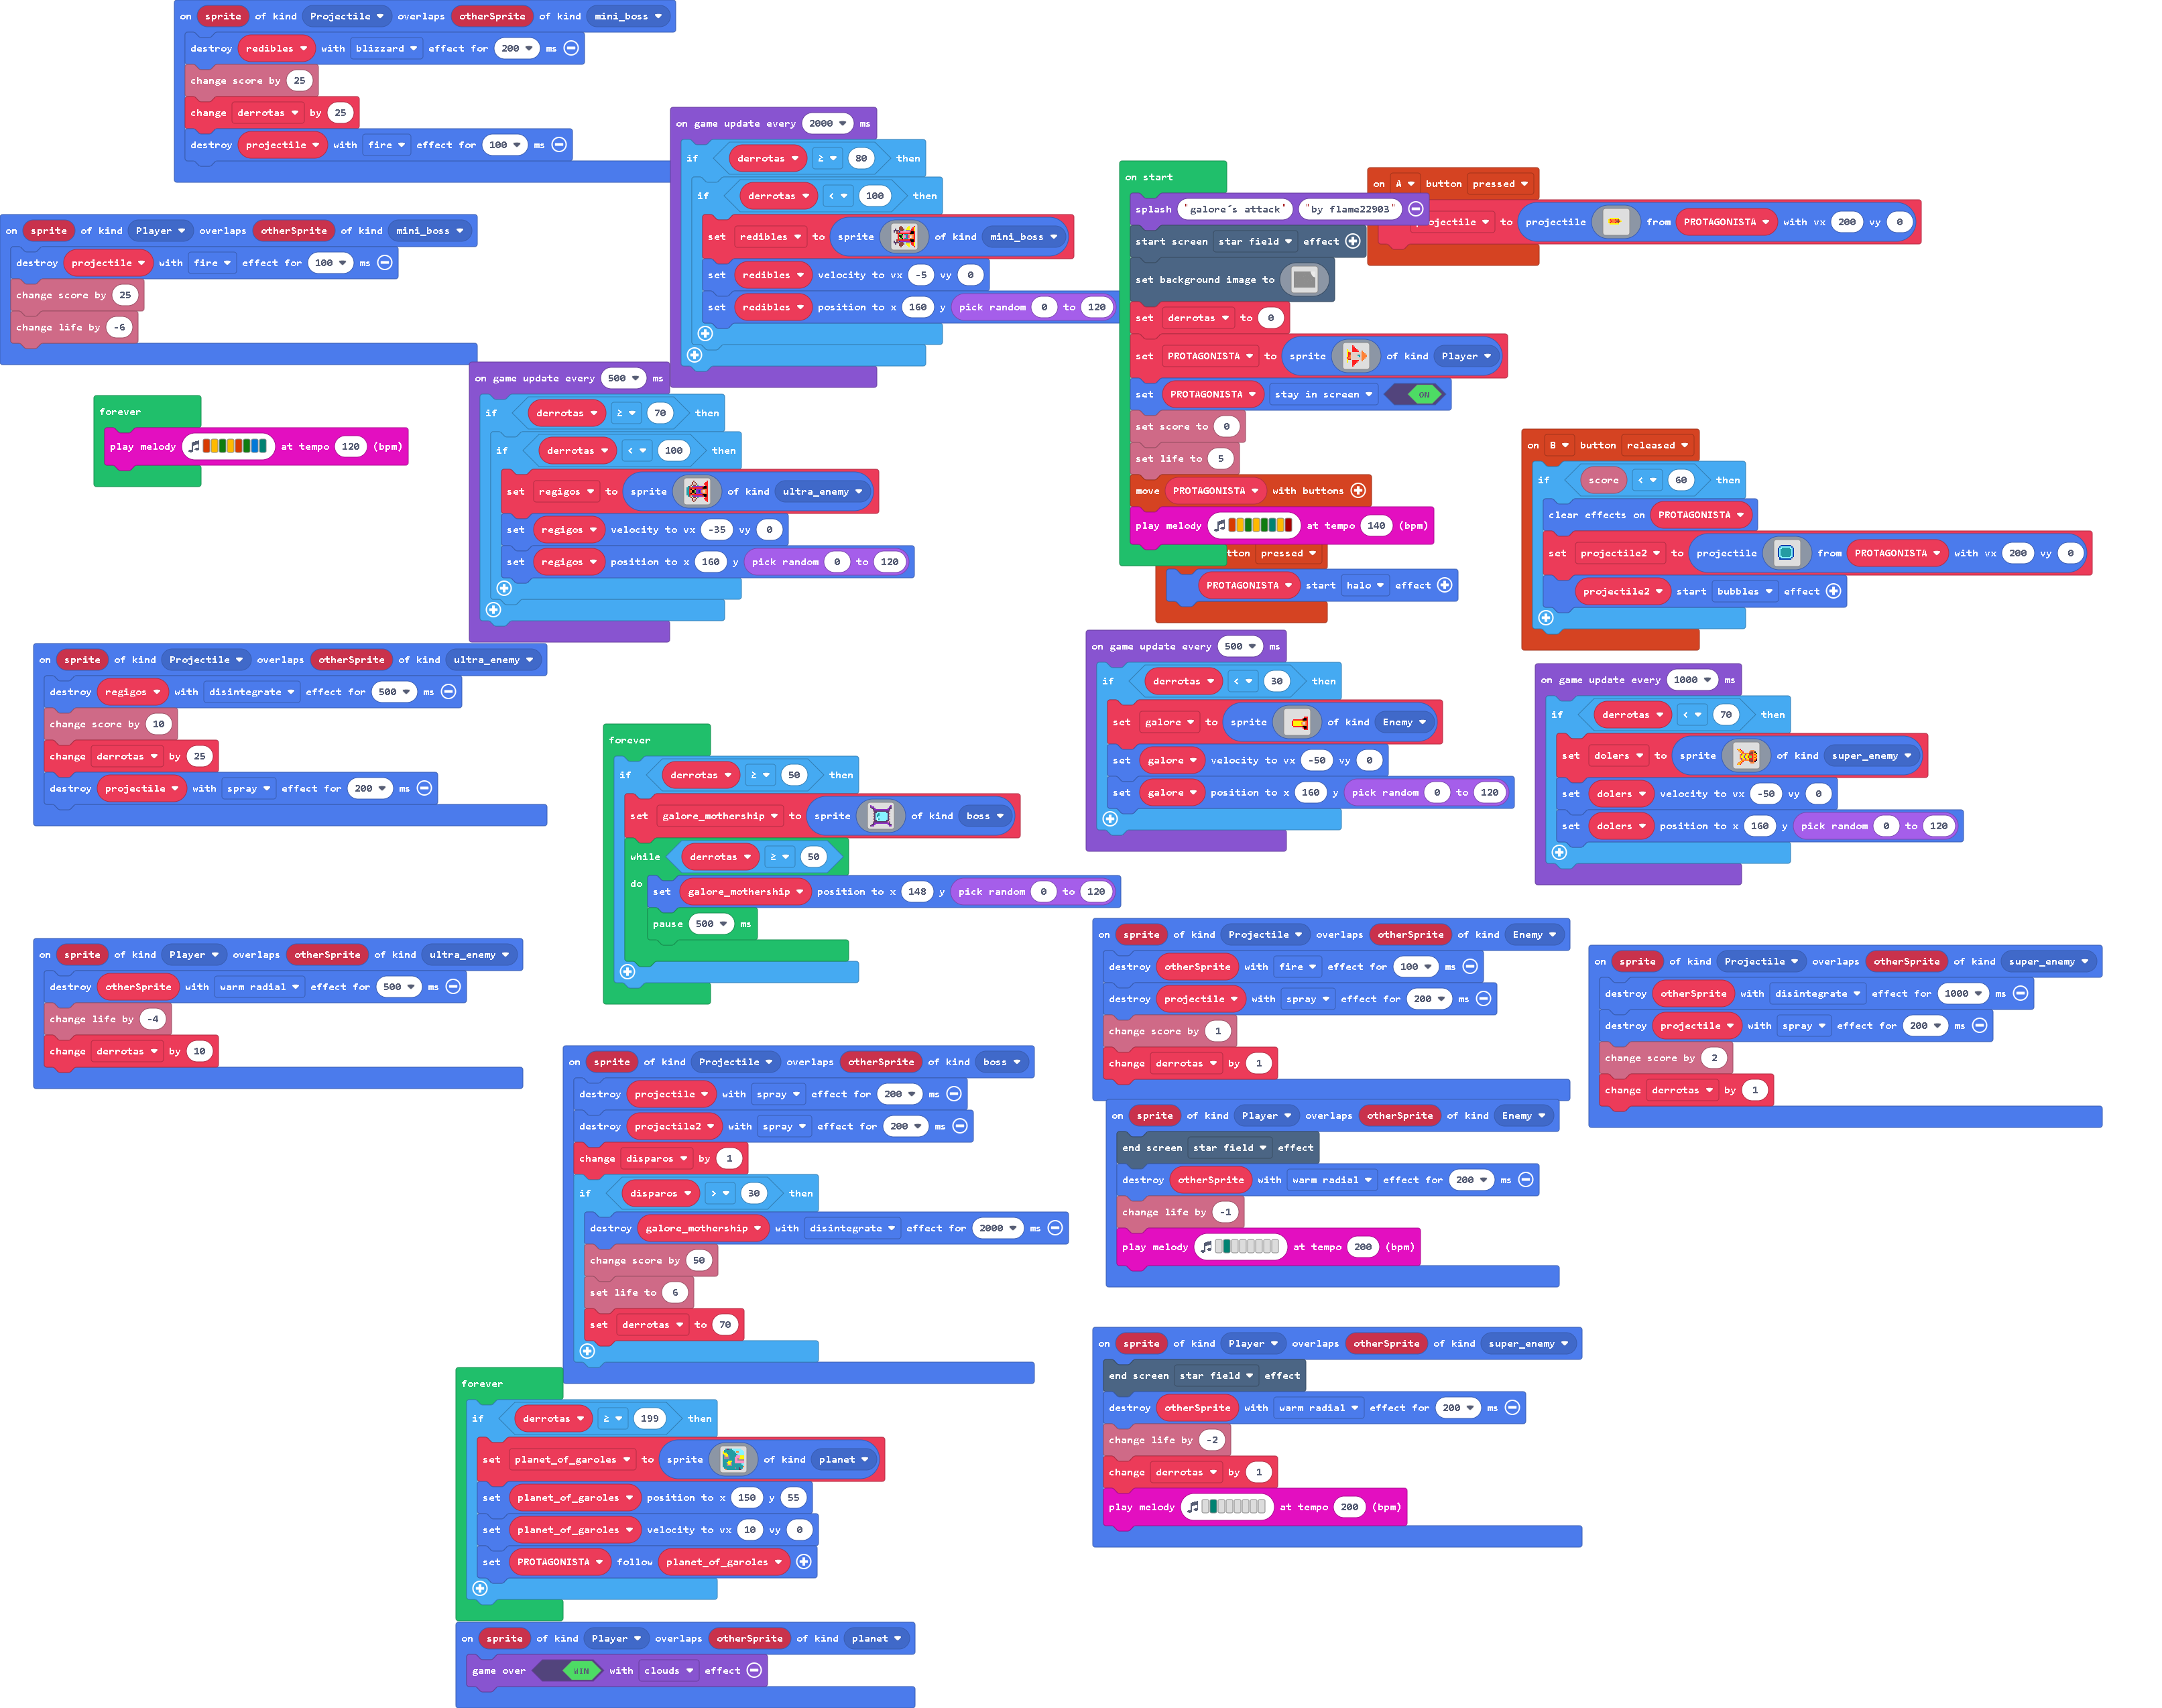 on sprite of kind Projectile overlaps otherSprite of kind mini_boss
destroy redibles with blizzard effect for 200 ms
change score by 25
change derrotas by 25
destroy projectile with fire effect for 100 ms
on game update every 2000 ms
if derrotas ≥ 80 then
if derrotas < 100 then
set redibles to sprite of kind mini_boss
set redibles velocity to vx -5 vy 0
set redibles position to x 160 y pick random 0 to 120
on start
splash "galore´s attack" "by flame22903"
start screen star field effect
set background image to
set derrotas to 0
set PROTAGONISTA to sprite of kind Player
set PROTAGONISTA stay in screen ON
set score to 0
set life to 5
move PROTAGONISTA with buttons
play melody at tempo 140 (bpm)
on A button pressed
projectile to projectile from PROTAGONISTA with vx 200 vy 0
on sprite of kind Player overlaps otherSprite of kind mini_boss
destroy projectile with fire effect for 100 ms
change score by 25
change life by -6
forever
play melody at tempo 120 (bpm)
on game update every 500 ms
if derrotas ≥ 70 then
if derrotas < 100 then
set regigos to sprite of kind ultra_enemy
set regigos velocity to vx -35 vy 0
set regigos position to x 160 y pick random 0 to 120
pressed
PROTAGONISTA start halo effect
on B button released
if score < 60 then
clear effects on PROTAGONISTA
set projectile2 to projectile from PROTAGONISTA with vx 200 vy 0
projectile2 start bubbles effect
on sprite of kind Projectile overlaps otherSprite of kind ultra_enemy
destroy regigos with disintegrate effect for 500 ms
change score by 10
change derrotas by 25
destroy projectile with spray effect for 200 ms
on game update every 500 ms
if derrotas < 30 then
set galore to sprite of kind Enemy
set galore velocity to vx -50 vy 0
set galore position to x 160 y pick random 0 to 120
on game update every 1000 ms
if derrotas < 70 then
set dolers to sprite of kind super_enemy
set dolers velocity to vx -50 vy 0
set dolers position to x 160 y pick random 0 to 120
forever
if derrotas ≥ 50 then
set galore_mothership to sprite of kind boss
while derrotas ≥ 50
do set galore_mothership position to x 148 y pick random 0 to 120
pause 500 ms
on sprite of kind Player overlaps otherSprite of kind ultra_enemy
destroy otherSprite with warm radial effect for 500 ms
change life by -4
change derrotas by 10
on sprite of kind Projectile overlaps otherSprite of kind Enemy
destroy otherSprite with fire effect for 100 ms
destroy projectile with spray effect for 200 ms
change score by 1
change derrotas by 1
on sprite of kind Projectile overlaps otherSprite of kind super_enemy
destroy otherSprite with disintegrate effect for 1000 ms
destroy projectile with spray effect for 200 ms
change score by 2
change derrotas by 1
on sprite of kind Projectile overlaps otherSprite of kind boss
destroy projectile with spray effect for 200 ms
destroy projectile2 with spray effect for 200 ms
change disparos by 1
if disparos > 30 then
destroy galore_mothership with disintegrate effect for 2000 ms
change score by 50
set life to 6
set derrotas to 70
on sprite of kind Player overlaps otherSprite of kind Enemy
end screen star field effect
destroy otherSprite with warm radial effect for 200 ms
change life by -1
play melody at tempo 200 (bpm)
on sprite of kind Player overlaps otherSprite of kind super_enemy
end screen star field effect
destroy otherSprite with warm radial effect for 200 ms
change life by -2
change derrotas by 1
play melody at tempo 200 (bpm)
forever
if derrotas ≥ 199 then
set planet_of_garoles to sprite of kind planet
set planet_of_garoles position to x 150 y 55
set planet_of_garoles velocity to vx 10 vy 0
set PROTAGONISTA follow planet_of_garoles
on sprite of kind Player overlaps otherSprite of kind planet
game over WIN with clouds effect